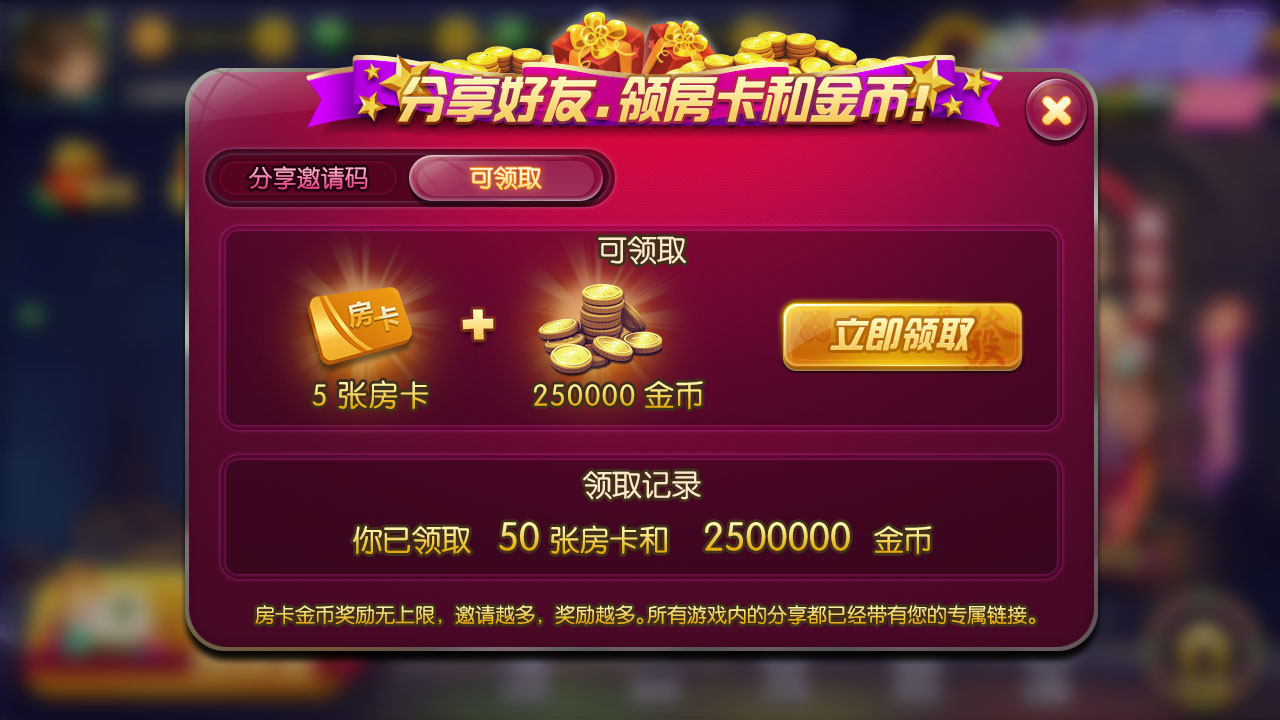 分享好友.领房卡和金币!
分享邀请码
可领取
可领取
房卡
5 张房卡
250000 金币
立即领取
發
领取记录
你已领取 50 张房卡和 2500000 金币
房卡金币奖励无上限，邀请越多，奖励越多。所有游戏内的分享都已经带有您的专属链接。